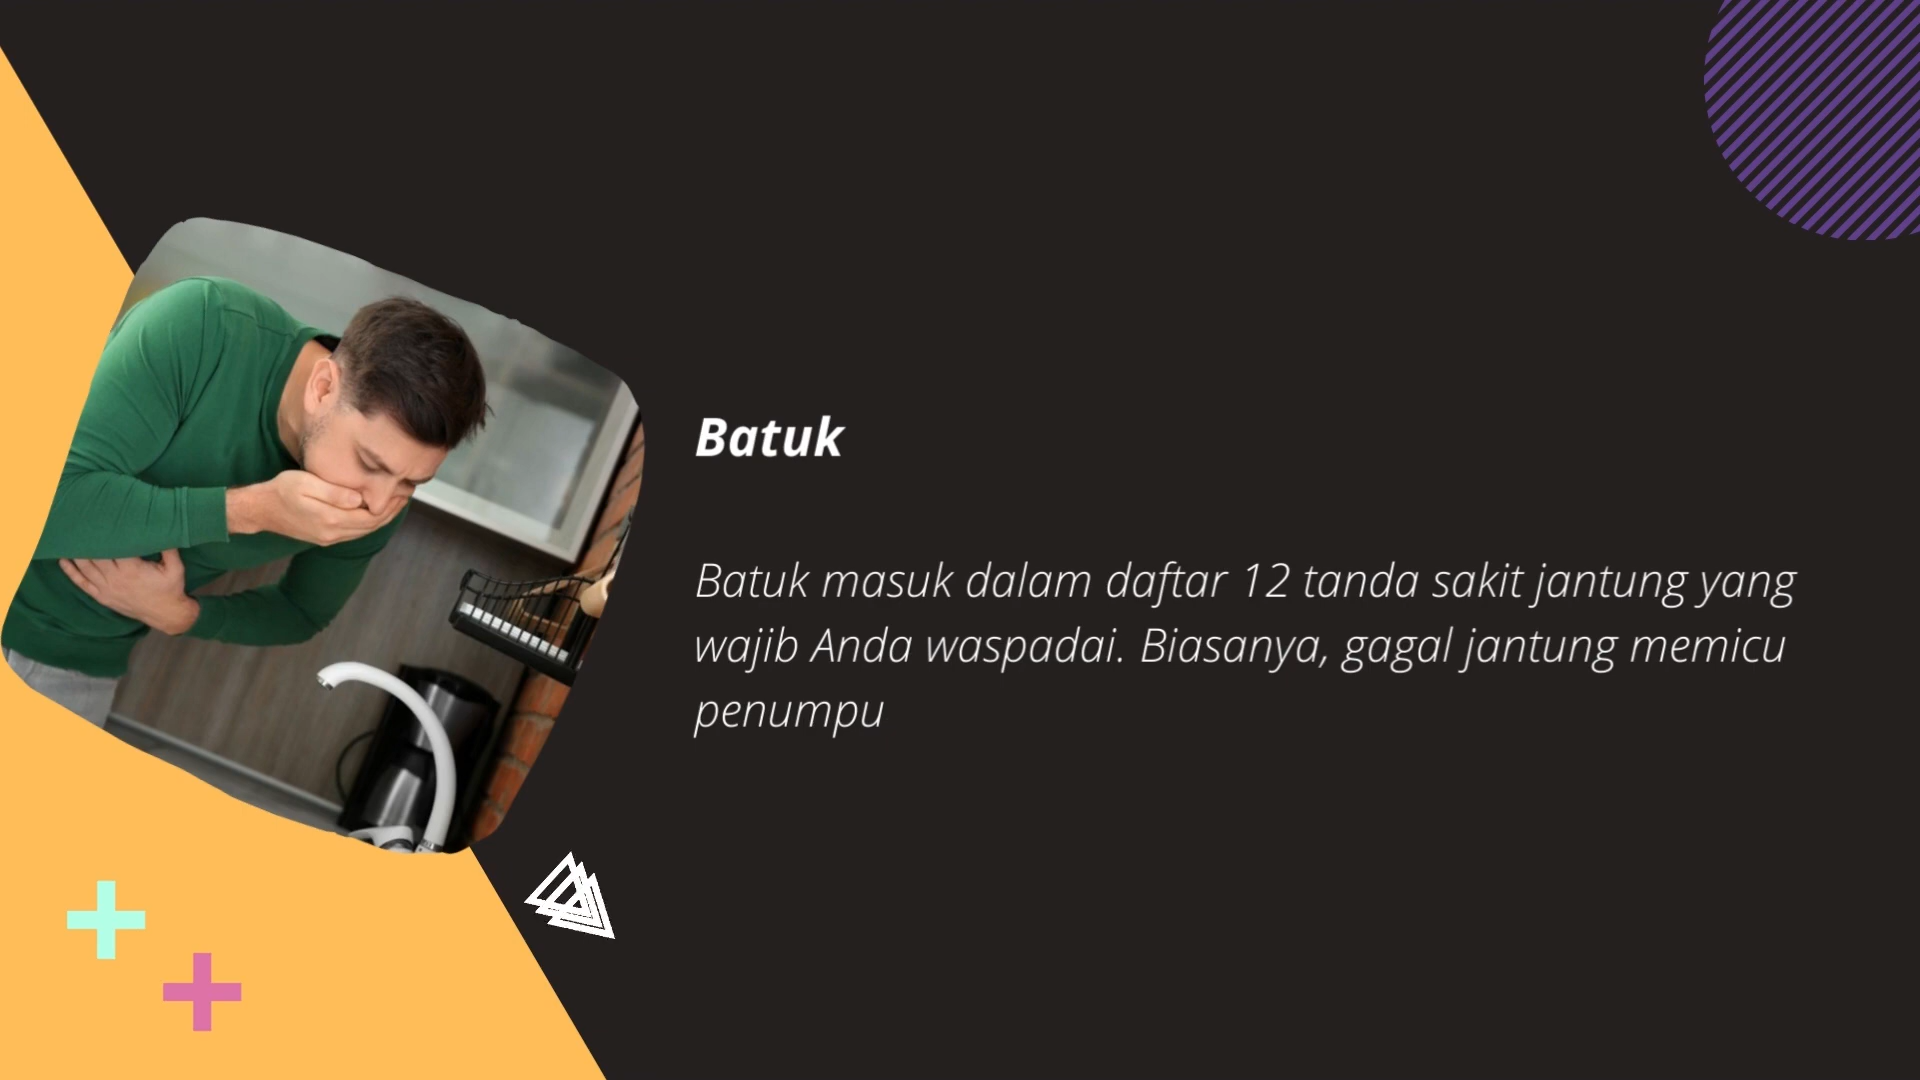 Batuk
Batuk masuk dalam daftar 12 tanda sakit jantung yang
wajib Anda waspadai. Biasanya, gagal jantung memicu
penumpu